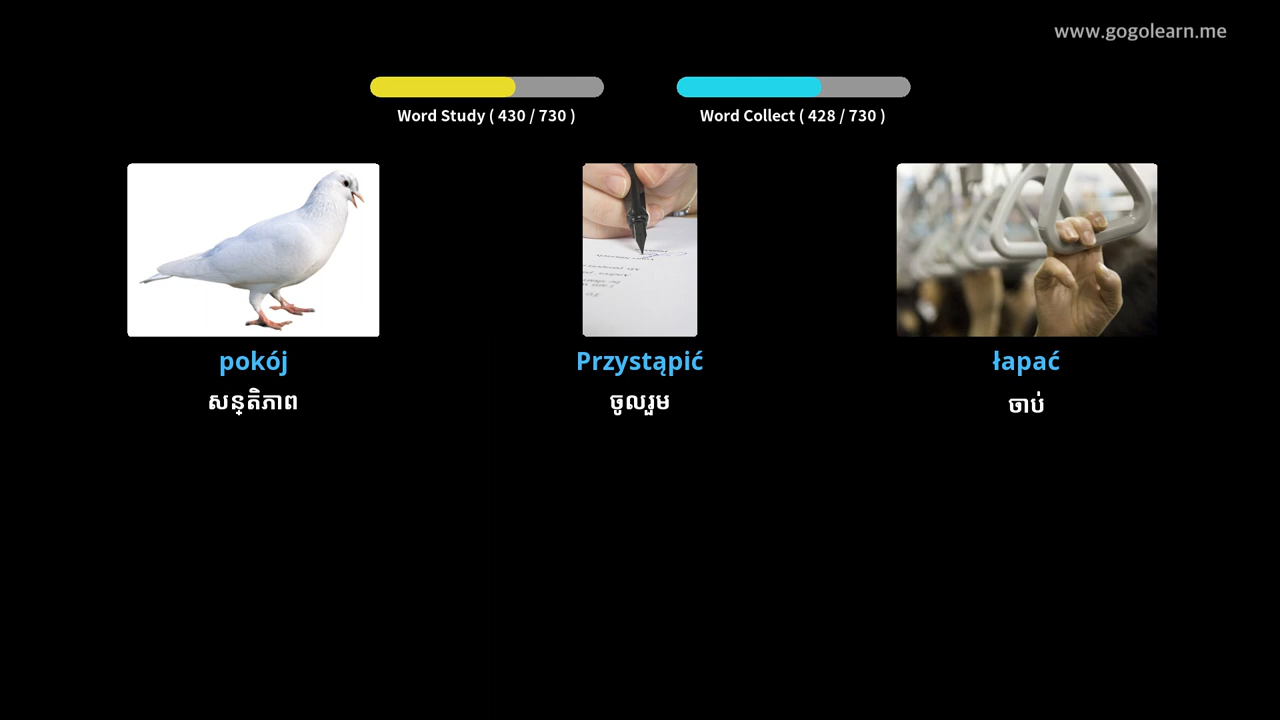 www.gogolearn.me
Word Study ( 430 / 730 )
Word Collect ( 428 / 730 )
pokój
Przystąpić
łapać
សន្តិភាព
ចូលរួម
ចាប់